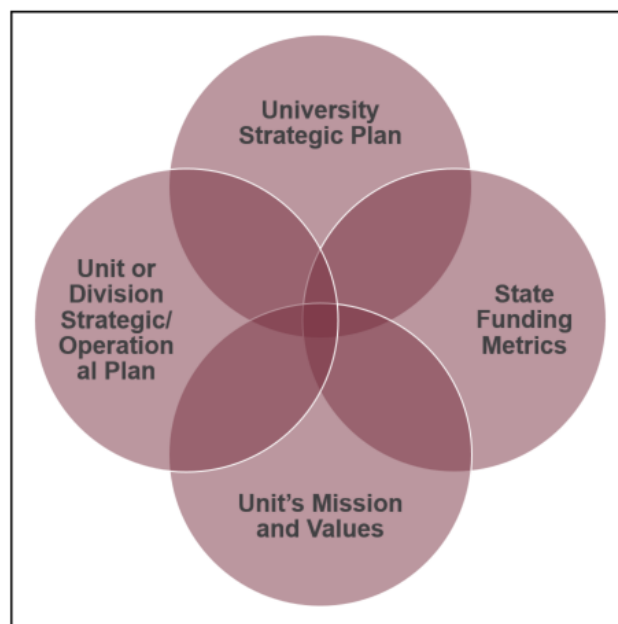 University
Strategic Plan
Unit or
Division
Strategic/
Operation
al Plan
State
Funding
Metrics
Unit’s Mission
and Values